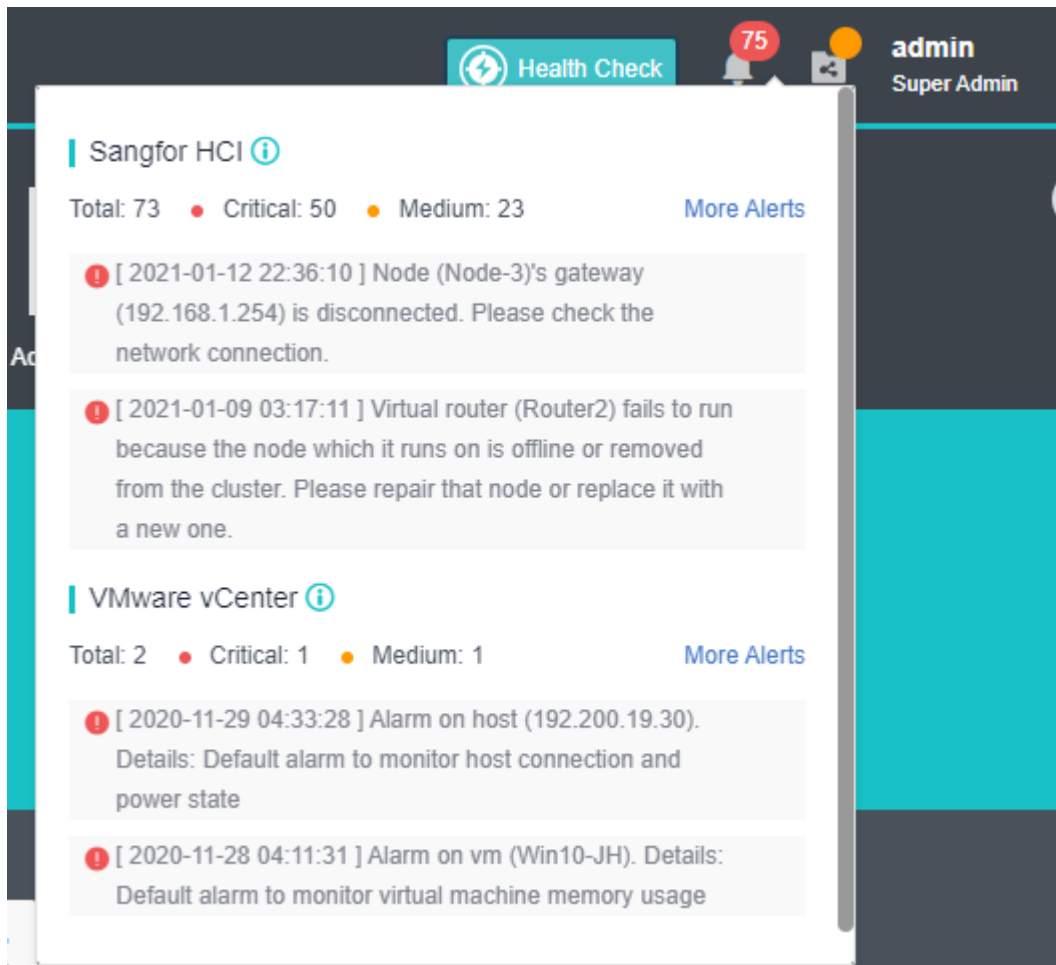 Health Check
75
admin
Super Admin
Sangfor HCI
Total: 73 Critical: 50 Medium: 23 More Alerts
[ 2021-01-12 22:36:10 ] Node (Node-3)'s gateway
(192.168.1.254) is disconnected. Please check the
network connection.
[ 2021-01-09 03:17:11 ] Virtual router (Router2) fails to run
because the node which it runs on is offline or removed
from the cluster. Please repair that node or replace it with
a new one.
VMware vCenter
Total: 2 Critical: 1 Medium: 1 More Alerts
[ 2020-11-29 04:33:28 ] Alarm on host (192.200.19.30).
Details: Default alarm to monitor host connection and
power state
[ 2020-11-28 04:11:31 ] Alarm on vm (Win10-JH). Details:
Default alarm to monitor virtual machine memory usage